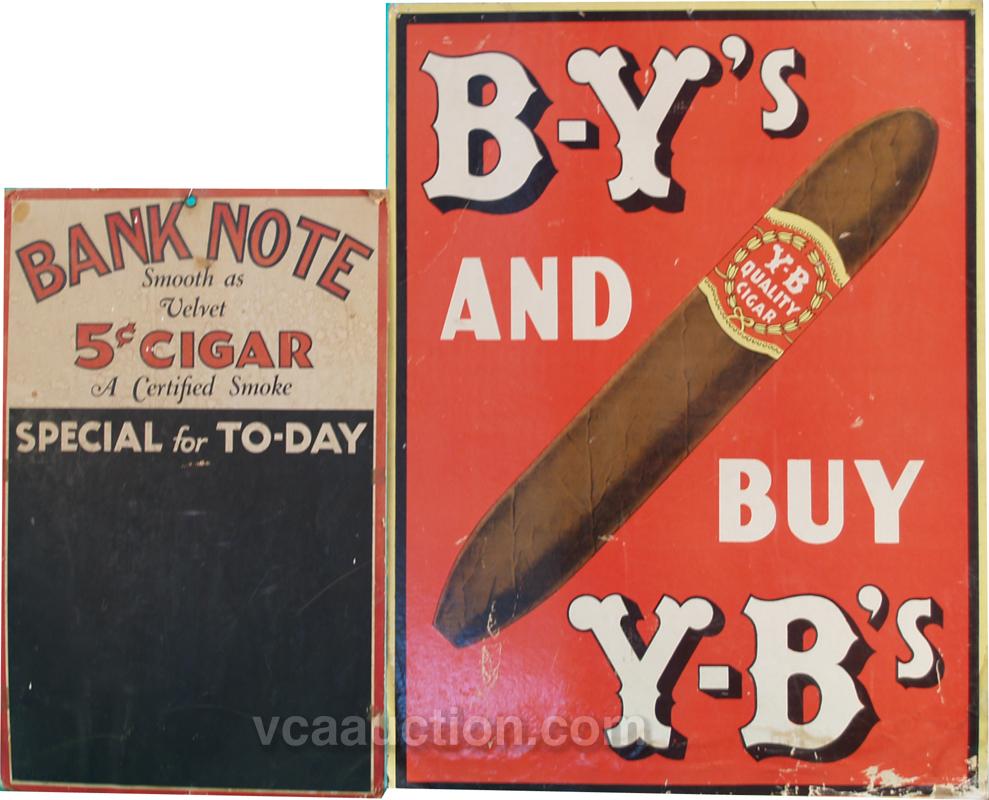 BANK NOTE
Smooth as
Velvet
5¢ CIGAR
A Certified Smoke
SPECIAL for TO-DAY
B-Y's
AND
Y-B
QUALITY
CIGAR
BUY
Y-B's
vcaauction.com